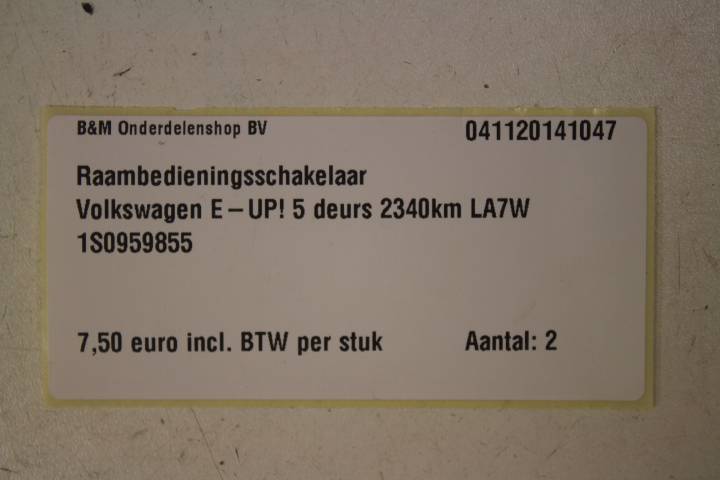 B&M Onderdelenshop BV 041120141047
Raambedieningsschakelaar
Volkswagen E-UP! 5 deurs 2340km LA7W
1S0959855
7,50 euro incl. BTW per stuk Aantal: 2